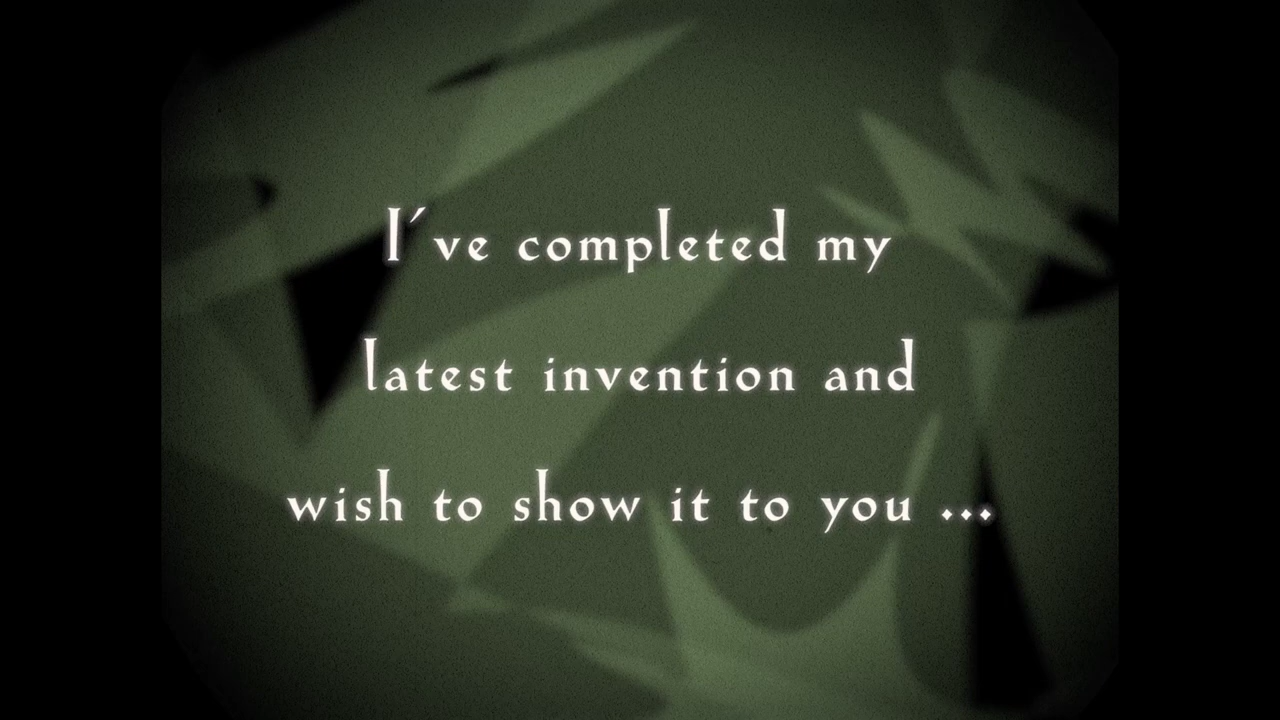 I´ve completed my
latest invention and
wish to show it to you ...